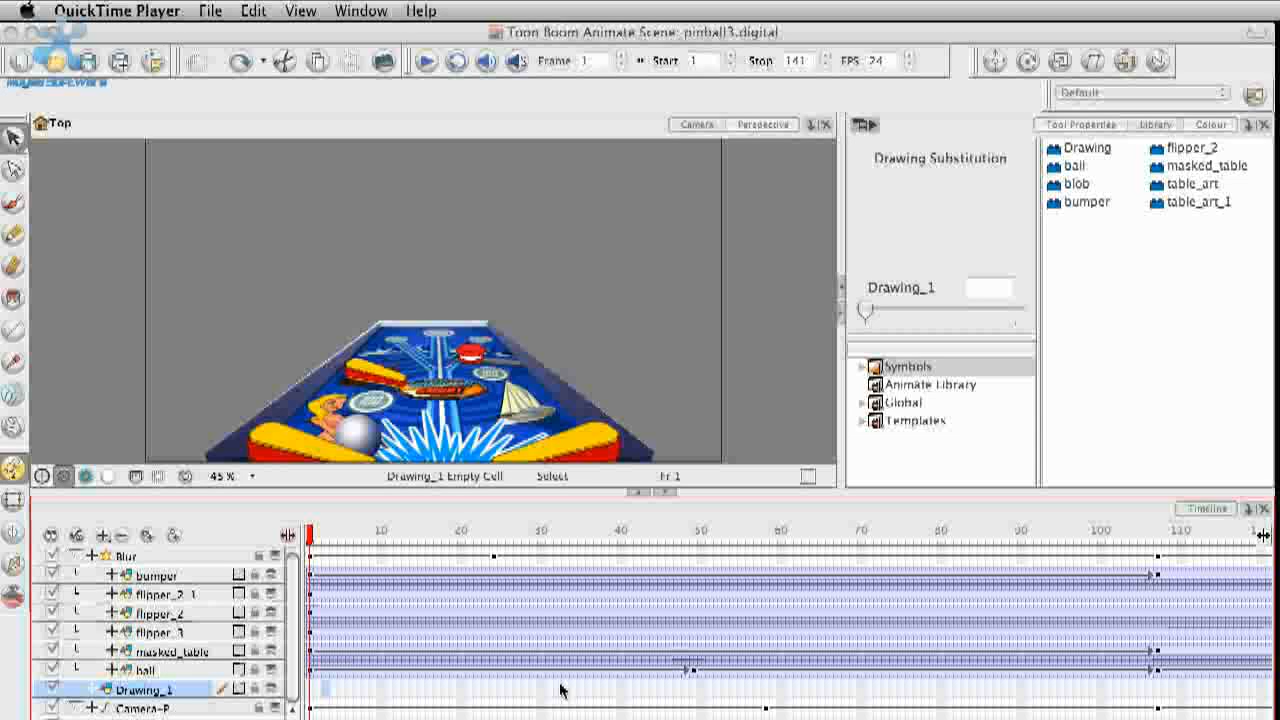 QuickTime Player File Edit View Window Help
Toon Boom Animate Scene: pinball3.digital
Frame 1 Start 1 Stop 141 FPS 24
Default
Top Camera Perspective
Tool Properties Library Colour
Drawing Substitution
Drawing flipper_2
ball masked_table
blob table_art
bumper table_art_1
Drawing_1
Symbols
Animate Library
Global
Templates
45 % Drawing_1 Empty Cell Select Fr 1
Timeline
10 20 30 40 50 60 70 80 90 100 110
Blur
bumper
flipper_2_1
flipper_2
flipper_3
masked_table
ball
Drawing_1
Camera-P